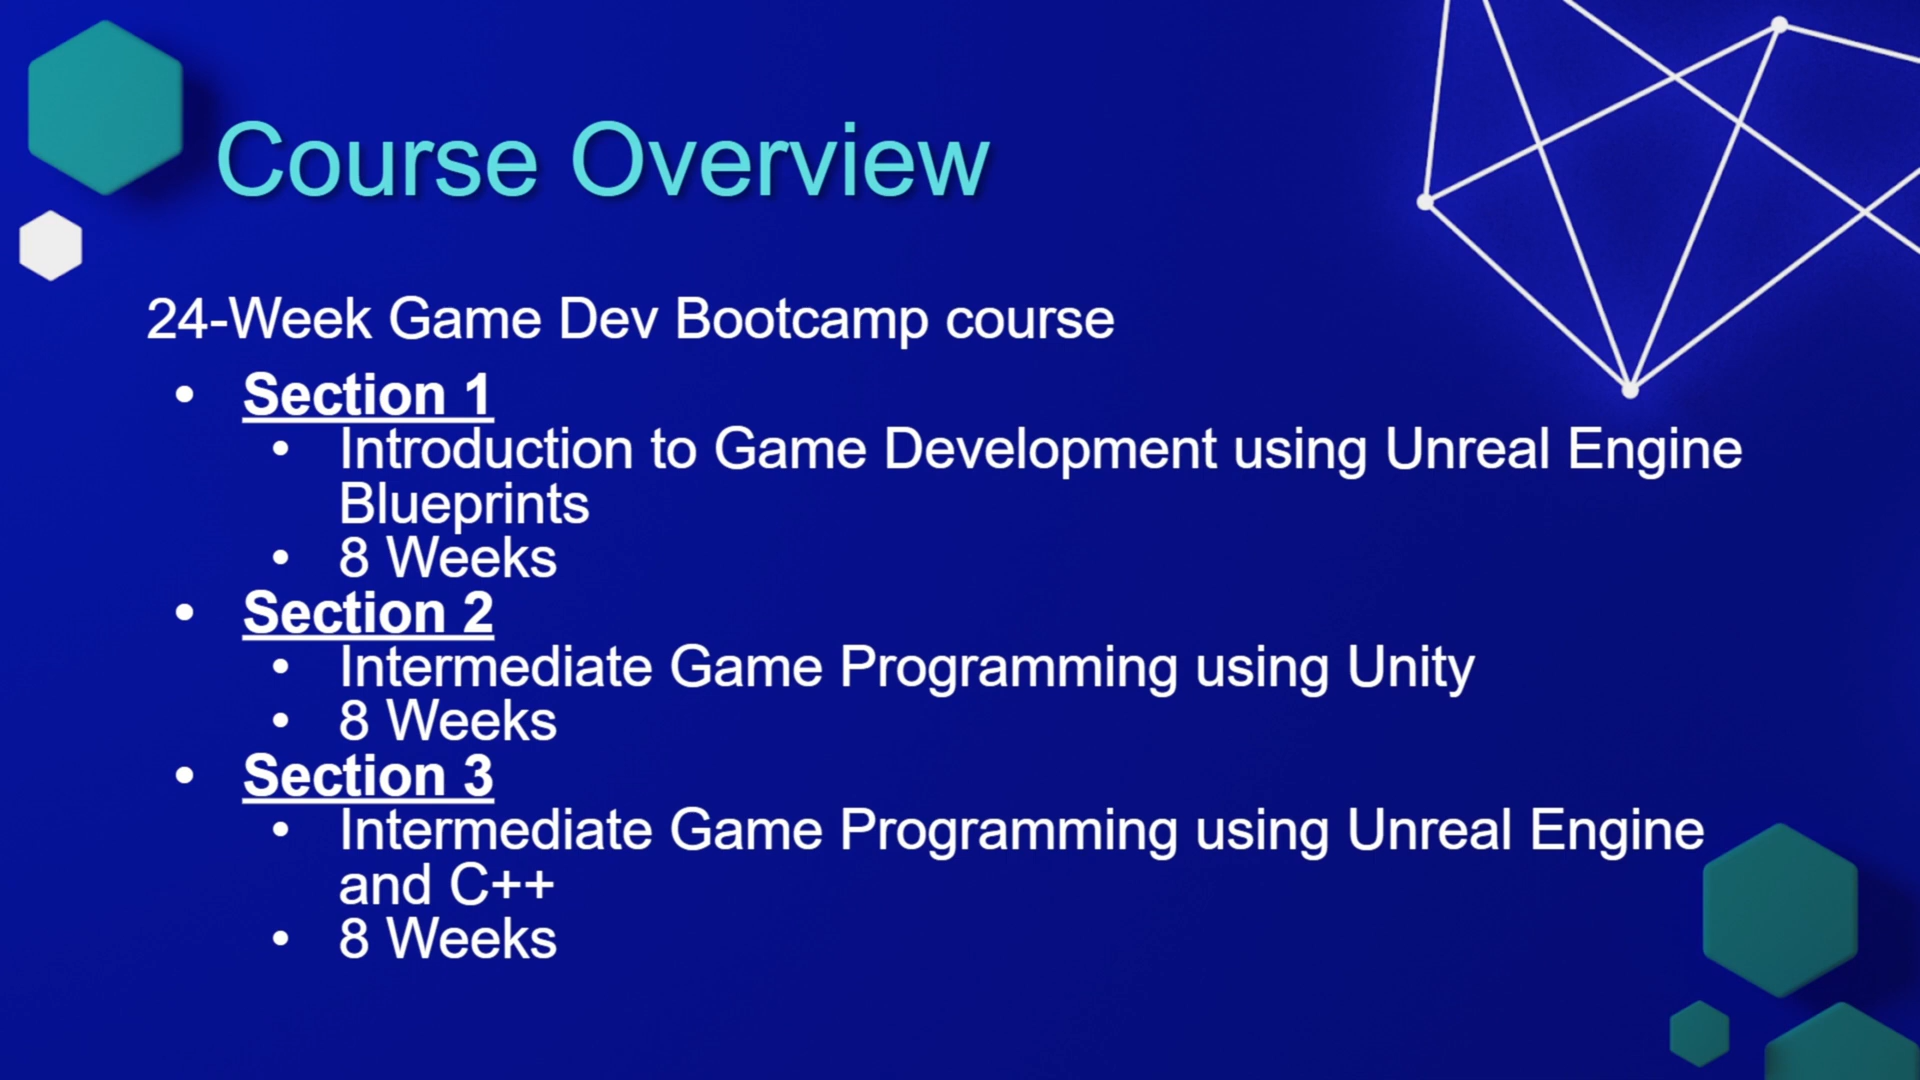 Course Overview
24-Week Game Dev Bootcamp course
• Section 1
• Introduction to Game Development using Unreal Engine
Blueprints
• 8 Weeks
• Section 2
• Intermediate Game Programming using Unity
• 8 Weeks
• Section 3
• Intermediate Game Programming using Unreal Engine
and C++
• 8 Weeks